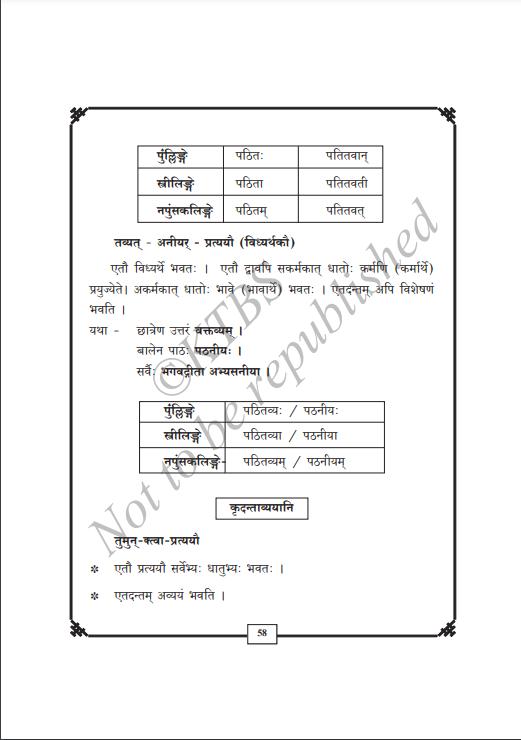 पुंल्लिङ्गे पठितः पतितवान्
स्त्रीलिङ्गे पठिता पतितवती
नपुंसकलिङ्गे पठितम् पतितवत्
तव्यत् - अनीयर् - प्रत्ययौ (विध्यर्थकौ)
एतौ विध्यर्थे भवतः । एतौ द्वावपि सकर्मकात् धातोः कर्मणि (कर्मार्थे)
प्रयुज्येते। अकर्मकात् धातोः भावे (भावार्थे) भवतः । एतदन्तम् अपि विशेषणं
भवति ।
यथा - छात्रेण उत्तरं वक्तव्यम् ।
बालेन पाठः पठनीयः ।
सर्वैः भगवद्गीता अभ्यसनीया ।
पुंल्लिङ्गे पठितव्यः / पठनीयः
स्त्रीलिङ्गे पठितव्या / पठनीया
नपुंसकलिङ्गे- पठितव्यम् / पठनीयम्
कृदन्ताव्ययानि
तुमुन्-क्त्वा-प्रत्ययौ
* एतौ प्रत्ययौ सर्वेभ्यः धातुभ्यः भवतः ।
* एतदन्तम् अव्ययं भवति ।
58
©KTBS
Not to be republished